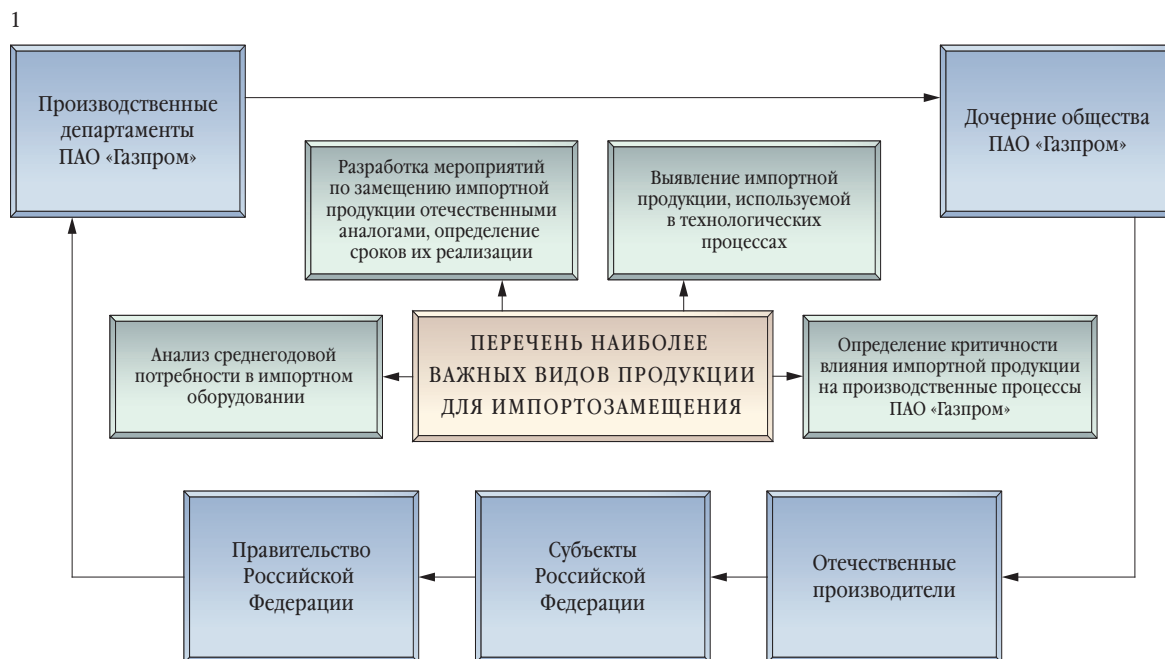 1
Производственные
департаменты
ПАО «Газпром»
Дочерние общества
ПАО «Газпром»
Разработка мероприятий
по замещению импортной
продукции отечественными
аналогами, определение
сроков их реализации
Выявление импортной
продукции, используемой
в технологических
процессах
Анализ среднегодовой
потребности в импортном
оборудовании
ПЕРЕЧЕНЬ НАИБОЛЕЕ
ВАЖНЫХ ВИДОВ ПРОДУКЦИИ
ДЛЯ ИМПОРТОЗАМЕЩЕНИЯ
Определение критичности
влияния импортной продукции
на производственные процессы
ПАО «Газпром»
Правительство
Российской
Федерации
Субъекты
Российской
Федерации
Отечественные
производители